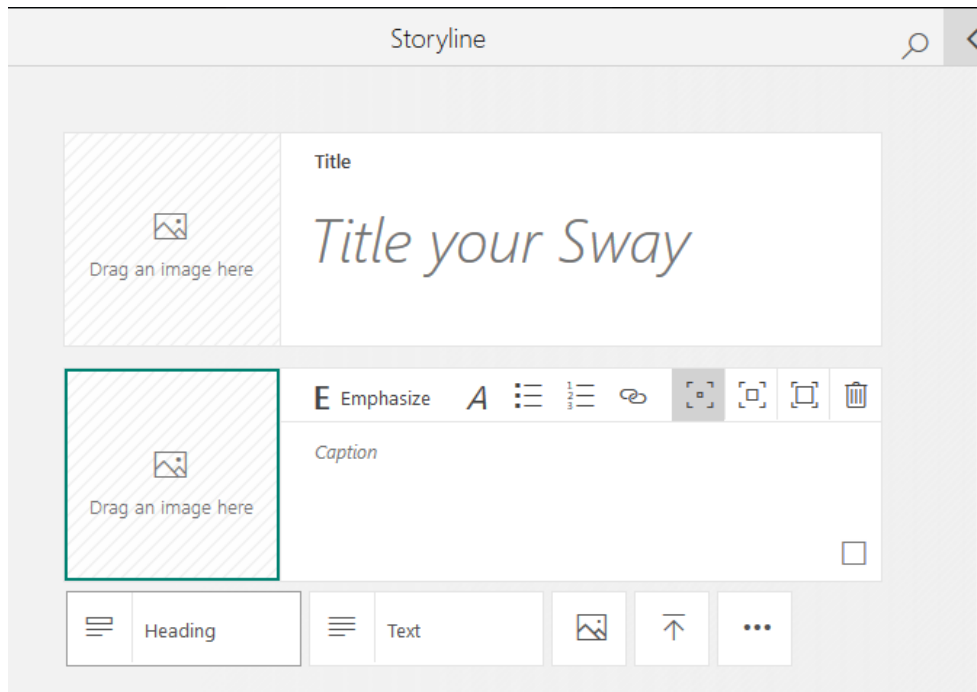 Storyline
Title
Title your Sway
Drag an image here
E Emphasize A
Caption
Drag an image here
Heading
Text